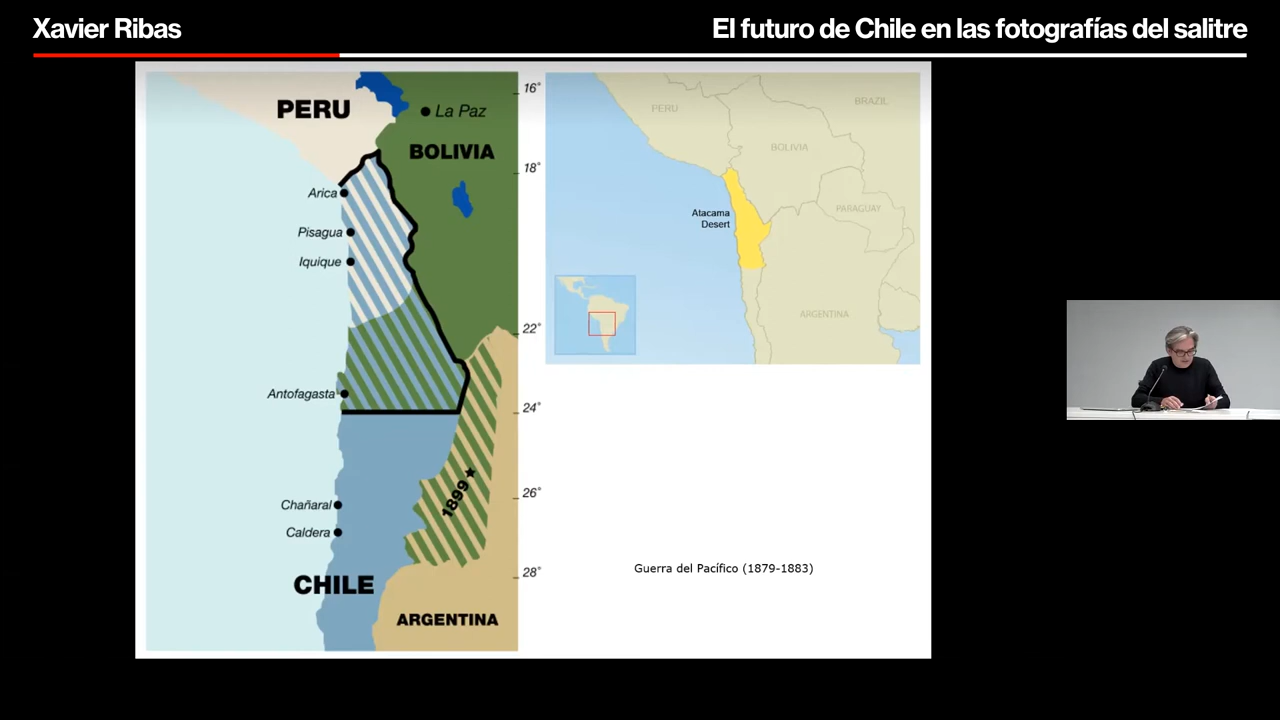 Xavier Ribas
El futuro de Chile en las fotografías del salitre
PERU
La Paz
BOLIVIA
Arica
Pisagua
Iquique
Antofagasta
Chañaral
Caldera
CHILE
1899
ARGENTINA
16°
18°
22°
24°
26°
28°
PERU
BRAZIL
BOLIVIA
Atacama
Desert
PARAGUAY
ARGENTINA
Guerra del Pacífico (1879-1883)